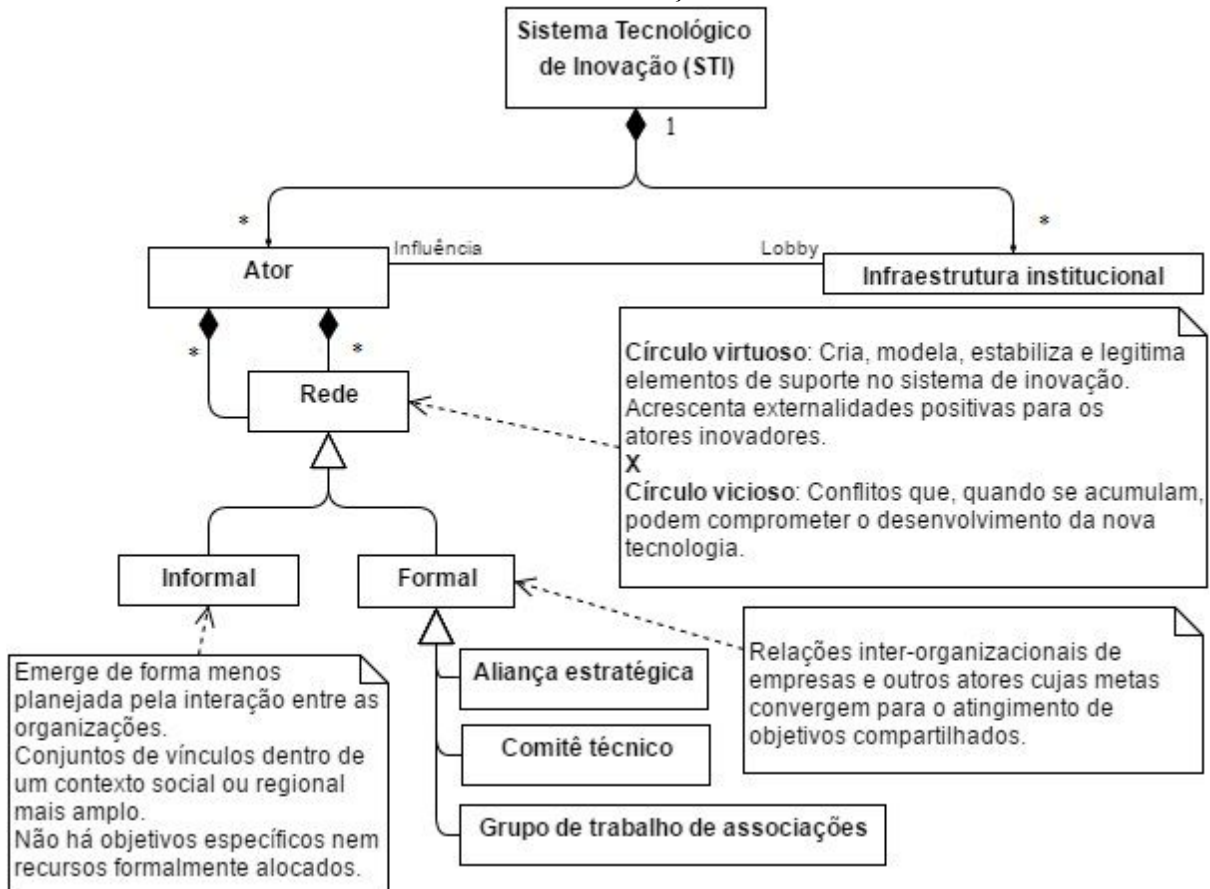 Sistema Tecnológico
de Inovação (STI)
1
*
*
Influência
Lobby
Ator
Infraestrutura institucional
*
*
Rede
Círculo virtuoso: Cria, modela, estabiliza e legitima
elementos de suporte no sistema de inovação.
Acrescenta externalidades positivas para os
atores inovadores.
X
Círculo vicioso: Conflitos que, quando se acumulam,
podem comprometer o desenvolvimento da nova
tecnologia.
Informal
Formal
Emerge de forma menos
planejada pela interação entre as
organizações.
Conjuntos de vínculos dentro de
um contexto social ou regional
mais amplo.
Não há objetivos específicos nem
recursos formalmente alocados.
Aliança estratégica
Comitê técnico
Grupo de trabalho de associações
Relações inter-organizacionais de
empresas e outros atores cujas metas
convergem para o atingimento de
objetivos compartilhados.